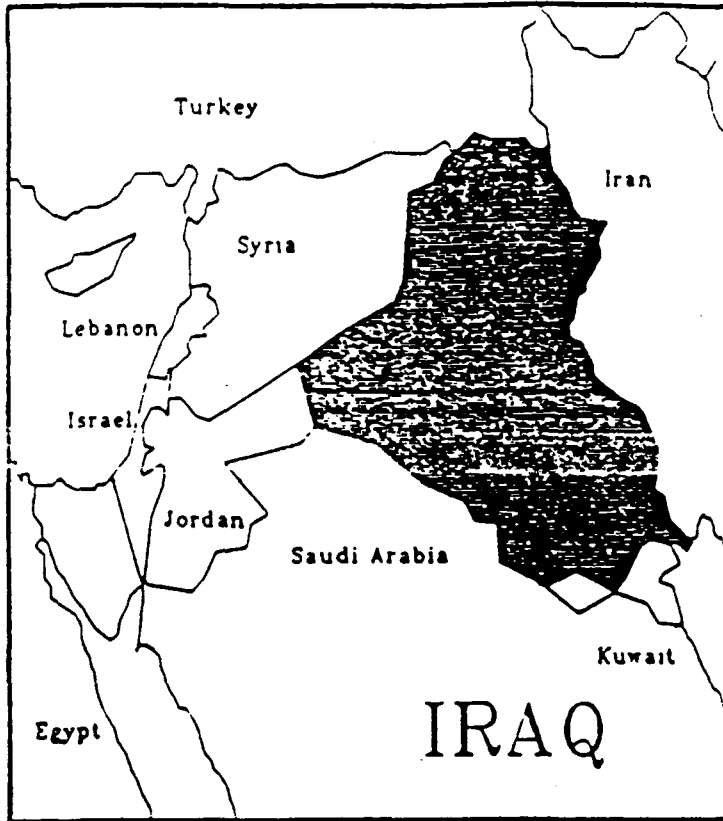 Turkey
Iran
Syria
Lebanon
Israel
Jordan
Saudi Arabia
Kuwait
Egypt
IRAQ